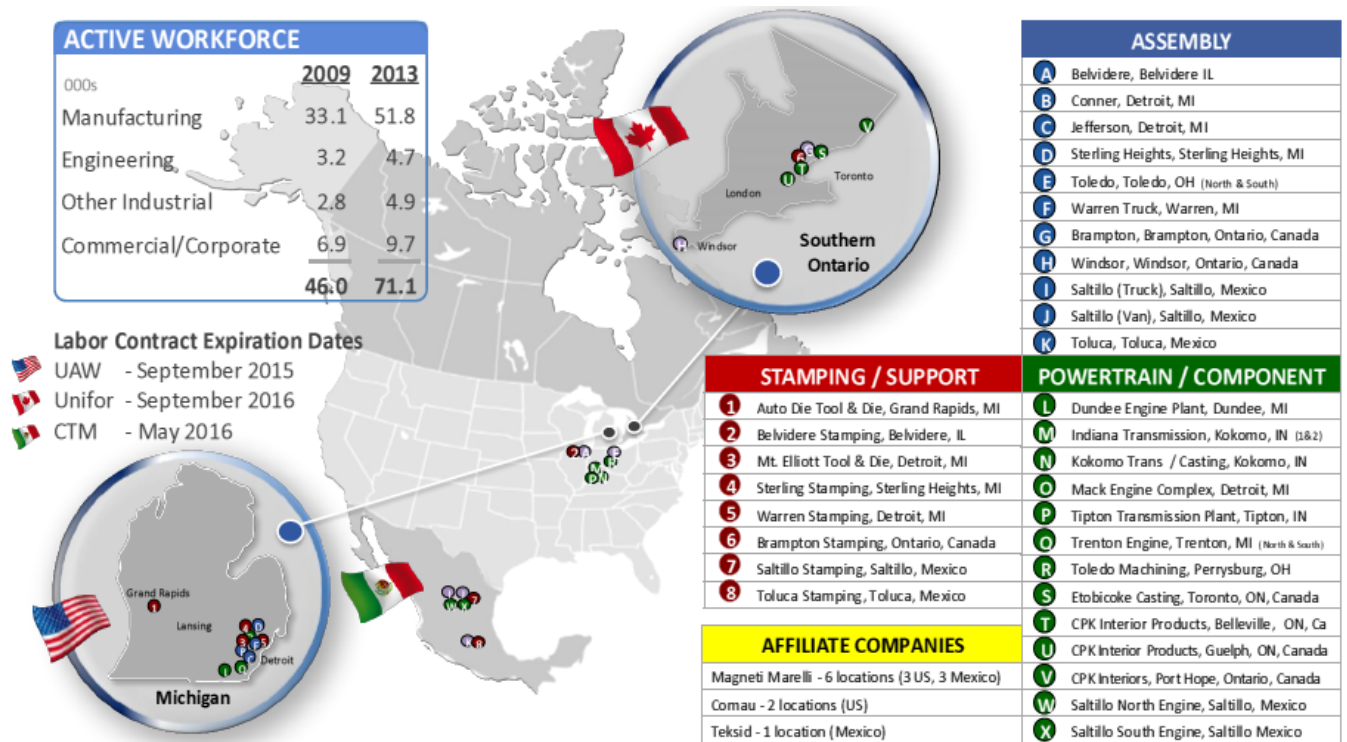 ACTIVE WORKFORCE
000s 2009 2013
Manufacturing 33.1 51.8
Engineering 3.2 4.7
Other Industrial 2.8 4.9
Commercial/Corporate 6.9 9.7
46.0 71.1
Labor Contract Expiration Dates
UAW - September 2015
Unifor - September 2016
CTM - May 2016
V
S
T
U
Toronto
London
H - Windsor
Southern
Ontario
2 A
M R
P N
7
W X
8
Grand Rapids
1
Lansing
D
3 5
Detroit
Michigan
ASSEMBLY
A Belvidere, Belvidere IL
B Conner, Detroit, MI
C Jefferson, Detroit, MI
D Sterling Heights, Sterling Heights, MI
E Toledo, Toledo, OH (North & South)
F Warren Truck, Warren, MI
G Brampton, Brampton, Ontario, Canada
H Windsor, Windsor, Ontario, Canada
I Saltillo (Truck), Saltillo, Mexico
J Saltillo (Van), Saltillo, Mexico
K Toluca, Toluca, Mexico
STAMPING / SUPPORT
1 Auto Die Tool & Die, Grand Rapids, MI
2 Belvidere Stamping, Belvidere, IL
3 Mt. Elliott Tool & Die, Detroit, MI
4 Sterling Stamping, Sterling Heights, MI
5 Warren Stamping, Detroit, MI
6 Brampton Stamping, Ontario, Canada
7 Saltillo Stamping, Saltillo, Mexico
8 Toluca Stamping, Toluca, Mexico
AFFILIATE COMPANIES
Magneti Marelli - 6 locations (3 US, 3 Mexico)
Comau - 2 locations (US)
Teksid - 1 location (Mexico)
POWERTRAIN / COMPONENT
L Dundee Engine Plant, Dundee, MI
M Indiana Transmission, Kokomo, IN (1&2)
N Kokomo Trans / Casting, Kokomo, IN
O Mack Engine Complex, Detroit, MI
P Tipton Transmission Plant, Tipton, IN
Q Trenton Engine, Trenton, MI (North & South)
R Toledo Machining, Perrysburg, OH
S Etobicoke Casting, Toronto, ON, Canada
T CPK Interior Products, Belleville, ON, Ca
U CPK Interior Products, Guelph, ON, Canada
V CPK Interiors, Port Hope, Ontario, Canada
W Saltillo North Engine, Saltillo, Mexico
X Saltillo South Engine, Saltillo Mexico